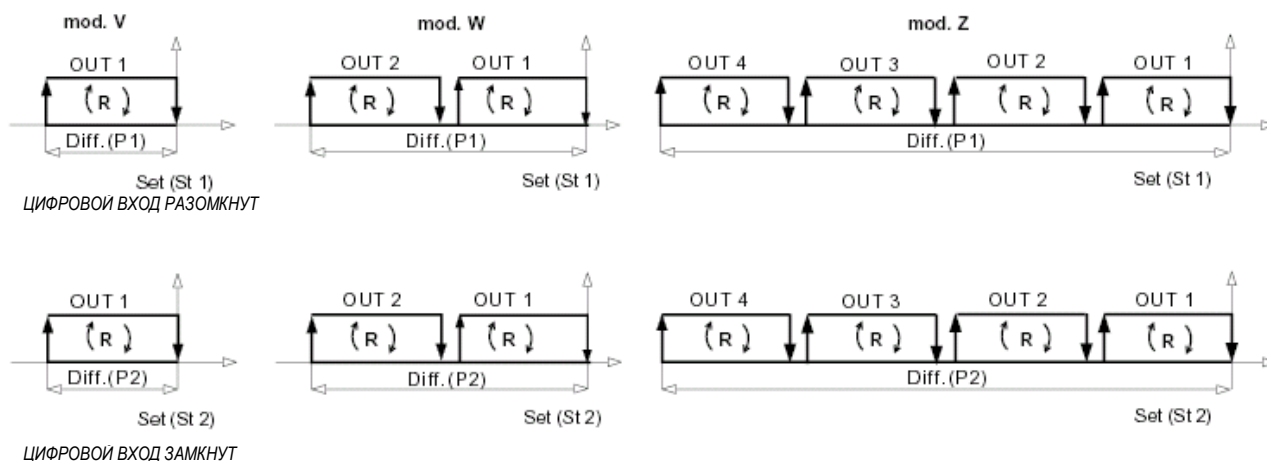 mod. V mod. W mod. Z
OUT 1 OUT 2 OUT 1 OUT 4 OUT 3 OUT 2 OUT 1
R R R R R R R
Diff.(P1) Diff.(P1) Diff.(P1)
Set (St 1) Set (St 1) Set (St 1)
ЦИФРОВОЙ ВХОД РАЗОМКНУТ
OUT 1 OUT 2 OUT 1 OUT 4 OUT 3 OUT 2 OUT 1
R R R R R R R
Diff.(P2) Diff.(P2) Diff.(P2)
Set (St 2) Set (St 2) Set (St 2)
ЦИФРОВОЙ ВХОД ЗАМКНУТ